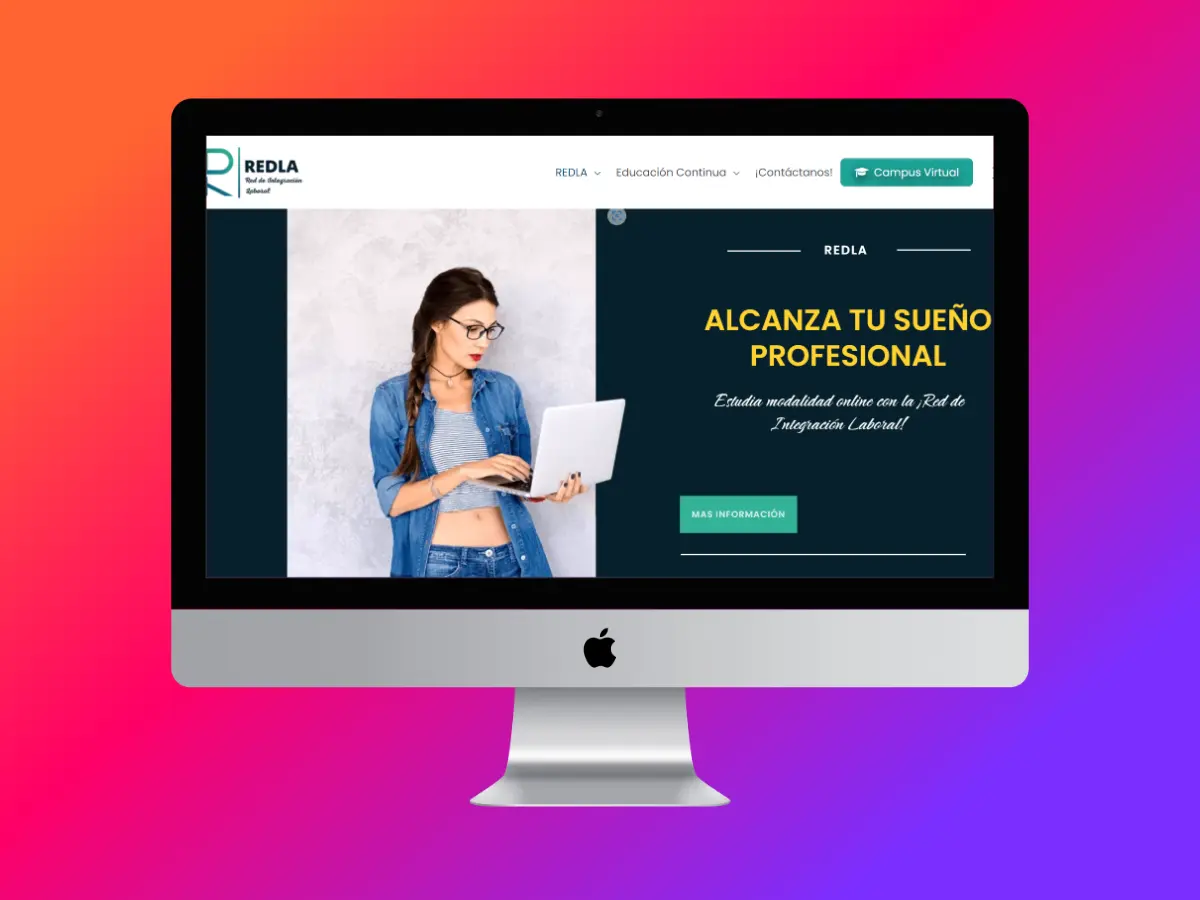 REDLA
Red de Integración
Laboral
REDLA
Educación Continua
¡Contáctanos!
Campus Virtual
REDLA
ALCANZA TU SUEÑO
PROFESIONAL
Estudia modalidad online con la ¡Red de
Integración Laboral!
MAS INFORMACIÓN